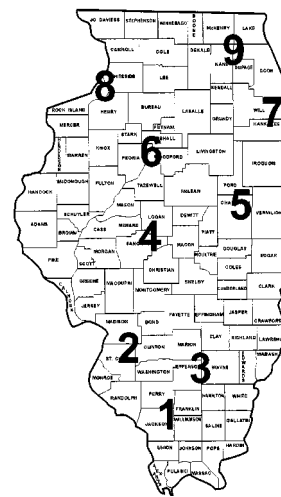 JO DAVIESS STEPHENSON WINNEBAGO BOONE McHENRY LAKE
9
CARROLL OGLE DEKALB KANE DUPAGE COOK
8
WHITESIDE LEE KENDALL
WILL 7
ROCK ISLAND HENRY BUREAU LASALLE GRUNDY
MERCER PUTNAM KANKAKEE
STARK MARSHALL
KNOX 6 LIVINGSTON
WARREN PEORIA WOODFORD IROQUOIS
HANCOCK McDONOUGH FULTON TAZEWELL McLEAN FORD
MASON 5
SCHUYLER LOGAN DEWITT VERMILION
ADAMS BROWN CASS MENARD 4 PIATT
MACON
PIKE SCOTT MORGAN DOUGLAS EDGAR
CHRISTIAN MOULTRIE COLES
GREENE MACOUPIN SHELBY
CALHOUN MONTGOMERY CUMBERLAND CLARK
JERSEY
FAYETTE EFFINGHAM JASPER CRAWFORD
MADISON BOND
2 CLINTON MARION CLAY RICHLAND LAWRENCE
ST. WABASH
MONROE WASHINGTON JEFFERSON 3 WAYNE EDWARDS
RANDOLPH PERRY HAMILTON WHITE
1 FRANKLIN
JACKSON WILLIAMSON SALINE GALLATIN
UNION JOHNSON POPE HARDIN
PULASKI MASSAC